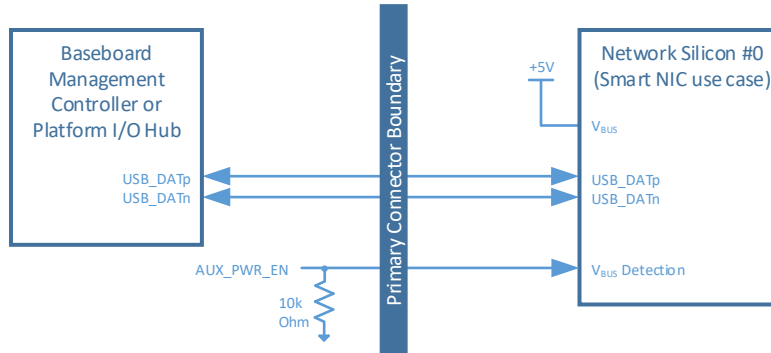 Baseboard
Management
Controller or
Platform I/O Hub
USB_DATp
USB_DATn
AUX_PWR_EN
10k
Ohm
Primary Connector Boundary
+5V
Network Silicon #0
(Smart NIC use case)
VBUS
USB_DATp
USB_DATn
VBUS Detection